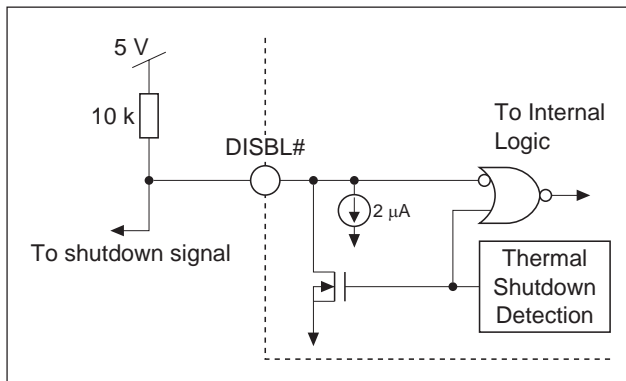 5 V
10 k
DISBL#
To Internal
Logic
2 μA
To shutdown signal
Thermal
Shutdown
Detection